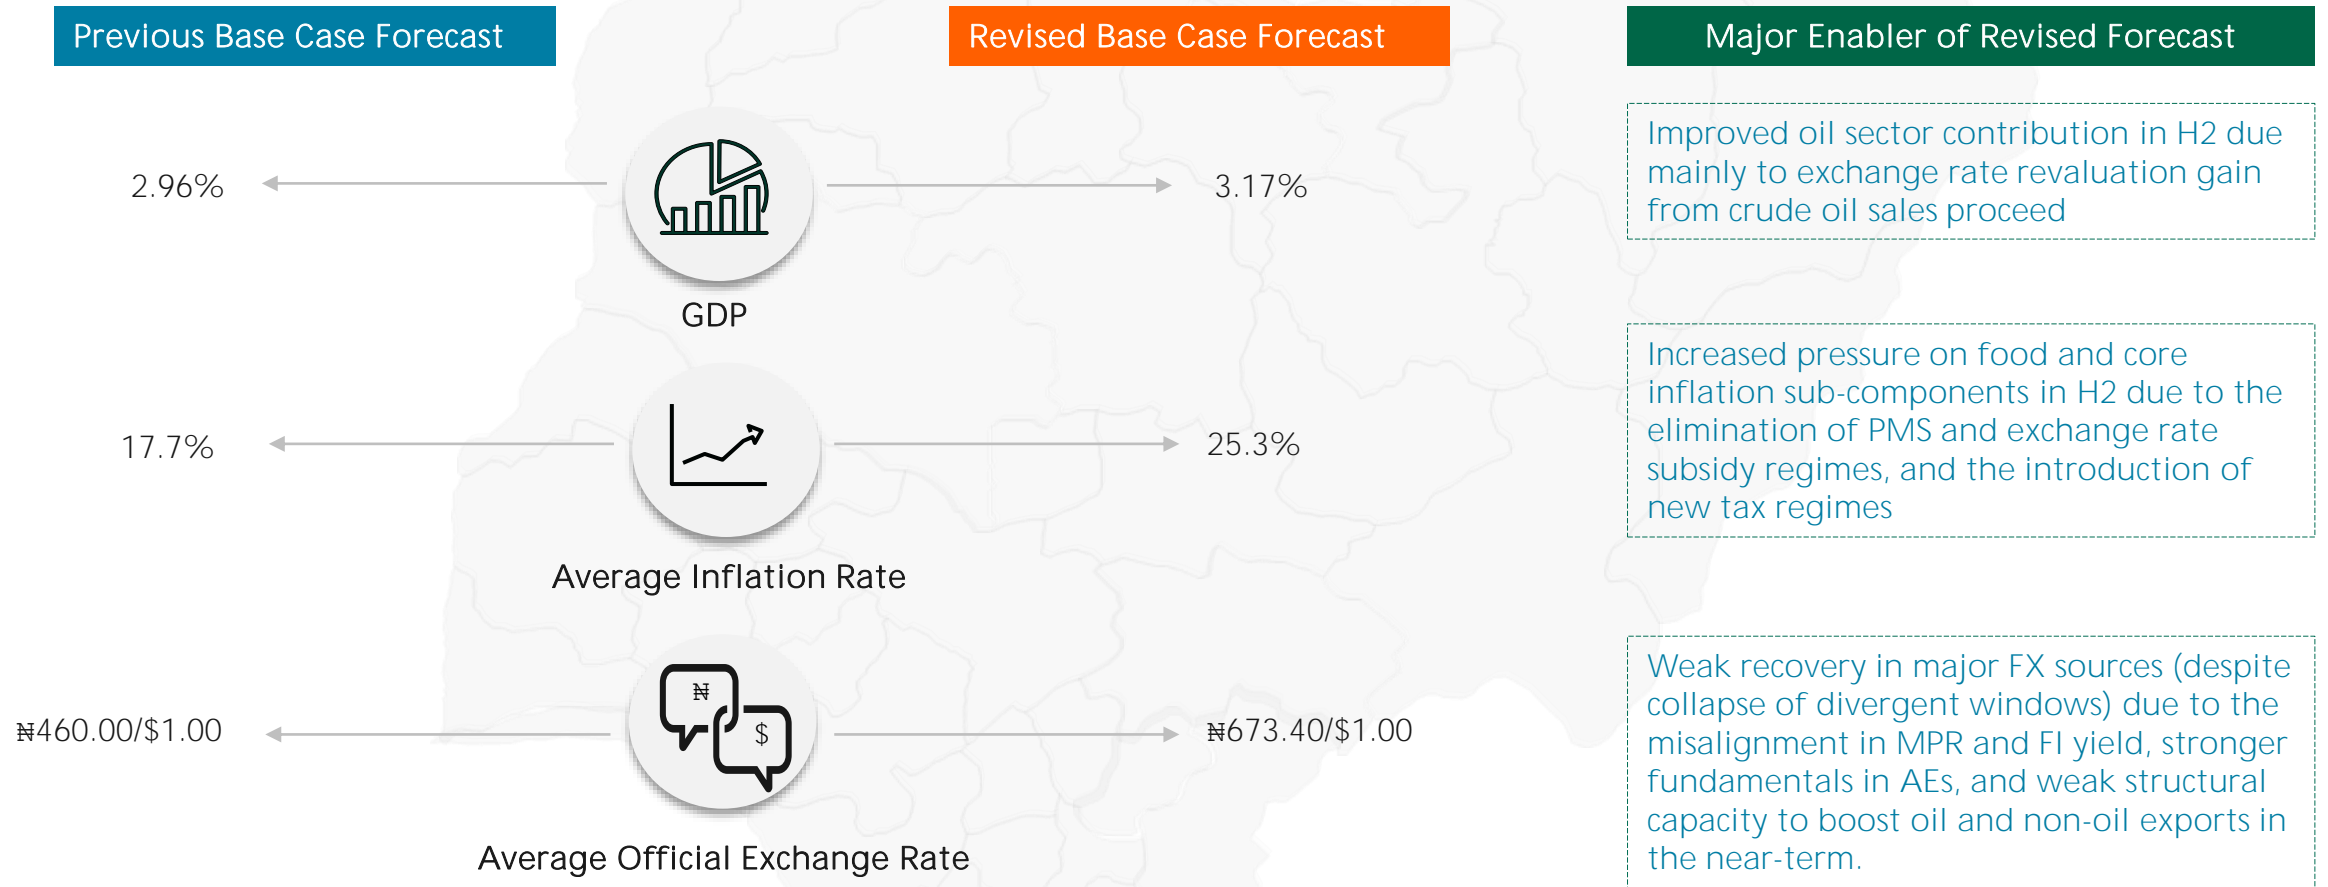 Previous Base Case Forecast
Revised Base Case Forecast
Major Enabler of Revised Forecast
2.96%
GDP
3.17%
Improved oil sector contribution in H2 due
mainly to exchange rate revaluation gain
from crude oil sales proceed
17.7%
Average Inflation Rate
25.3%
Increased pressure on food and core
inflation sub-components in H2 due to the
elimination of PMS and exchange rate
subsidy regimes, and the introduction of
new tax regimes
₦460.00/$1.00
₦
$
Average Official Exchange Rate
₦673.40/$1.00
Weak recovery in major FX sources (despite
collapse of divergent windows) due to the
misalignment in MPR and FI yield, stronger
fundamentals in AEs, and weak structural
capacity to boost oil and non-oil exports in
the near-term.